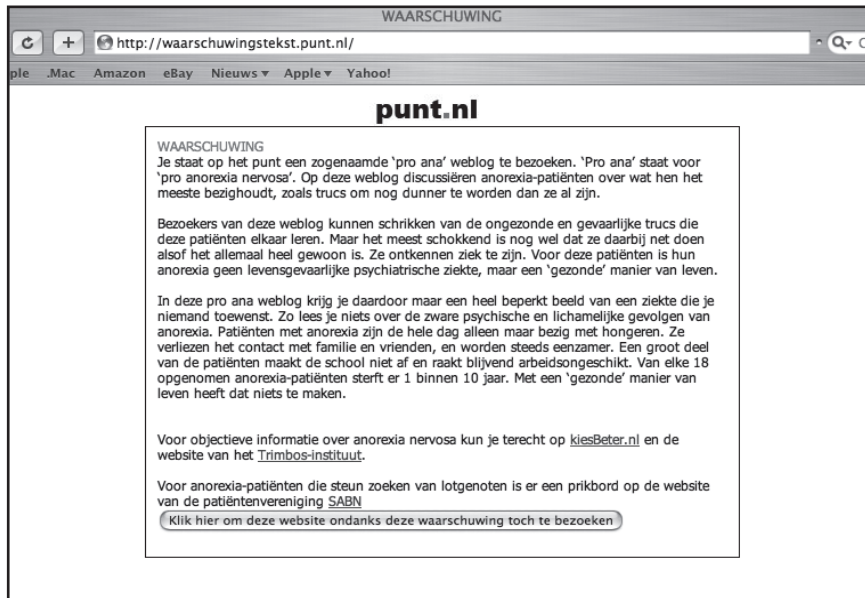 WAARSCHUWING
http://waarschuwingstekst.punt.nl/
ple .Mac Amazon eBay Nieuws Apple Yahoo!
punt.nl
WAARSCHUWING
Je staat op het punt een zogenaamde ‘pro ana’ weblog te bezoeken. ‘Pro ana’ staat voor
‘pro anorexia nervosa’. Op deze weblog discussiëren anorexia-patiënten over wat hen het
meeste bezighoudt, zoals trucs om nog dunner te worden dan ze al zijn.
Bezoekers van deze weblog kunnen schrikken van de ongezonde en gevaarlijke trucs die
deze patiënten elkaar leren. Maar het meest schokkend is nog wel dat ze daarbij net doen
alsof het allemaal heel gewoon is. Ze ontkennen ziek te zijn. Voor deze patiënten is hun
anorexia geen levensgevaarlijke psychiatrische ziekte, maar een ‘gezonde’ manier van leven.
In deze pro ana weblog krijg je daardoor maar een heel beperkt beeld van een ziekte die je
niemand toewenst. Zo lees je niets over de zware psychische en lichamelijke gevolgen van
anorexia. Patiënten met anorexia zijn de hele dag alleen maar bezig met hongeren. Ze
verliezen het contact met familie en vrienden, en worden steeds eenzamer. Een groot deel
van de patiënten maakt de school niet af en raakt blijvend arbeidsongeschikt. Van elke 18
opgenomen anorexia-patiënten sterft er 1 binnen 10 jaar. Met een ‘gezonde’ manier van
leven heeft dat niets te maken.
Voor objectieve informatie over anorexia nervosa kun je terecht op kiesBeter.nl en de
website van het Trimbos-instituut.
Voor anorexia-patiënten die steun zoeken van lotgenoten is er een prikbord op de website
van de patiëntenvereniging SABN
Klik hier om deze website ondanks deze waarschuwing toch te bezoeken